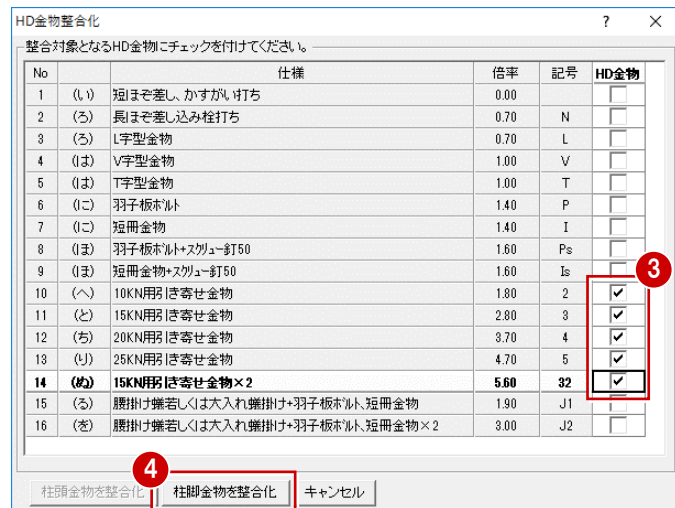 HD金物整合化 ? ×
整合対象となるHD金物にチェックを付けてください。
No 仕様 倍率 記号 HD金物
1 (い) 短ほぞ差し、かすがい打ち 0.00
2 (ろ) 長ほぞ差し込み栓打ち 0.70 N
3 (ろ) L字型金物 0.70 L
4 (は) V字型金物 1.00 V
5 (は) T字型金物 1.00 T
6 (に) 羽子板ボルト 1.40 P
7 (に) 短冊金物 1.40 I
8 (ほ) 羽子板ボルト+スクリュー釘50 1.60 Ps
9 (ほ) 短冊金物+スクリュー釘50 1.60 Is
3
10 (へ) 10KN用引き寄せ金物 1.80 2
11 (と) 15KN用引き寄せ金物 2.80 3
12 (ち) 20KN用引き寄せ金物 3.70 4
13 (り) 25KN用引き寄せ金物 4.70 5
14 (ぬ) 15KN用引き寄せ金物×2 5.60 32
15 (る) 腰掛け蟻若しくは大入れ蟻掛け+羽子板ボルト、短冊金物 1.90 J1
16 (を) 腰掛け蟻若しくは大入れ蟻掛け+羽子板ボルト、短冊金物×2 3.00 J2
4
柱頭金物を整合化 柱脚金物を整合化 キャンセル